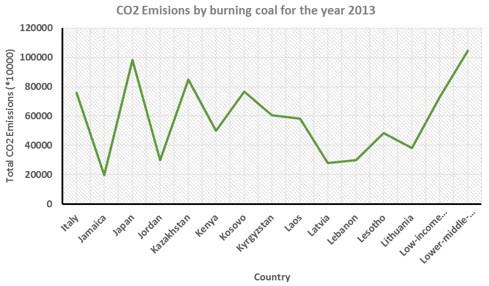 CO2 Emisions by burning coal for the year 2013
Total CO2 Emissions (*10000)
120000
100000
80000
60000
40000
20000
0
Italy
Jamaica
Japan
Jordan
Kazakhstan
Kenya
Kosovo
Kyrgyzstan
Laos
Latvia
Lebanon
Lesotho
Lithuania
Low-income...
Lower-middle-...
Country